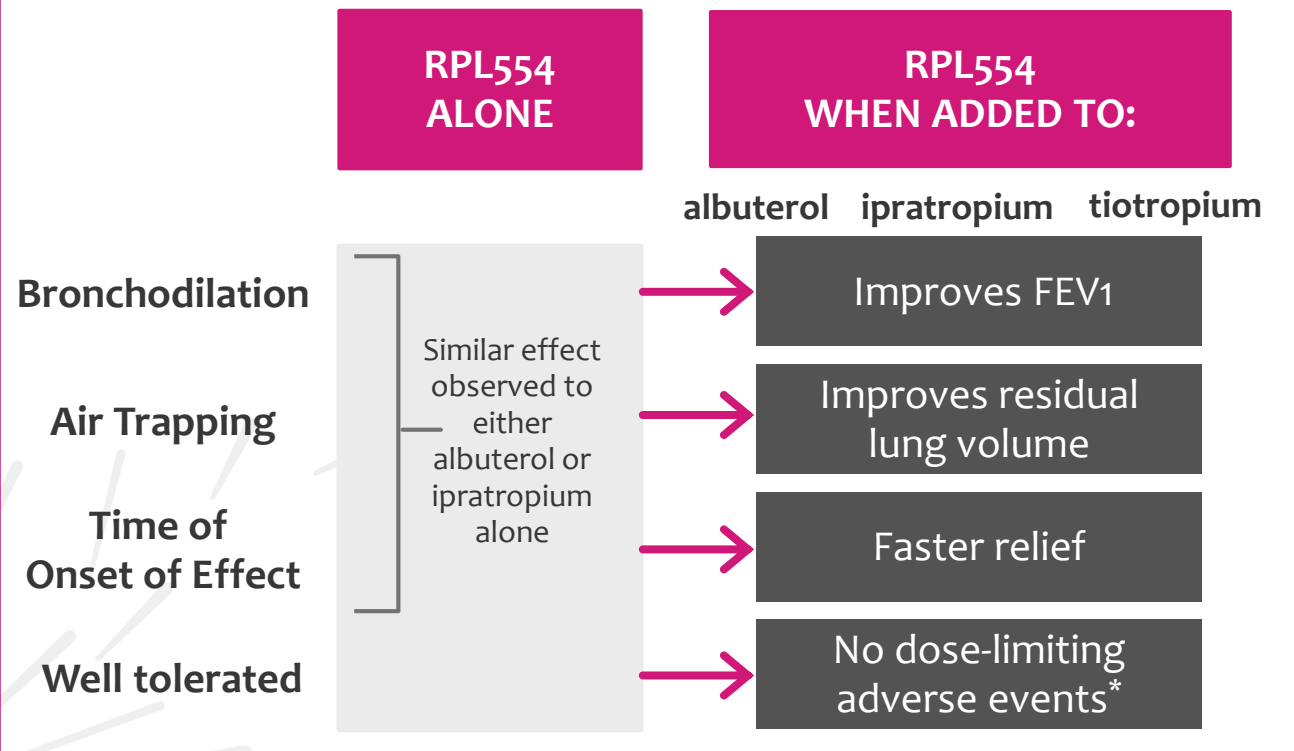 RPL554
ALONE
RPL554
WHEN ADDED TO:
albuterol ipratropium tiotropium
Bronchodilation
Improves FEV1
Similar effect
observed to
either
albuterol or
ipratropium
alone
Air Trapping
Improves residual
lung volume
Time of
Onset of Effect
Faster relief
Well tolerated
No dose-limiting
adverse events*